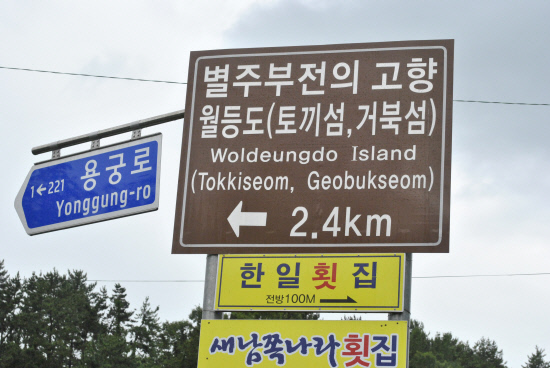 별주부전의 고향
월등도(토끼섬,거북섬)
Woldeungdo Island
(Tokkiseom, Geobukseom)
← 2.4km
1←221
용궁로
Yonggung-ro
한일횟집
전방100M →
새남쪽나라횟집